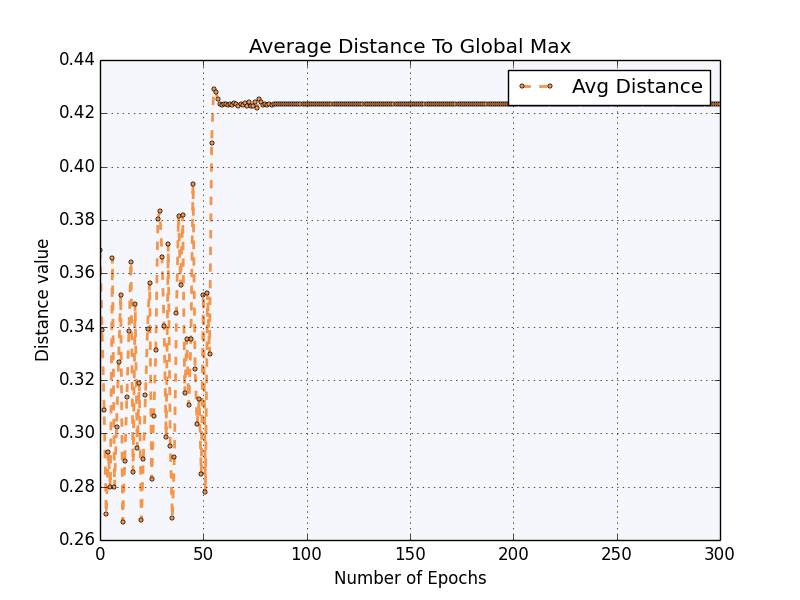 Average Distance To Global Max
Avg Distance
0.44
0.42
0.40
0.38
0.36
0.34
0.32
0.30
0.28
0.26
Distance value
0 50 100 150 200 250 300
Number of Epochs